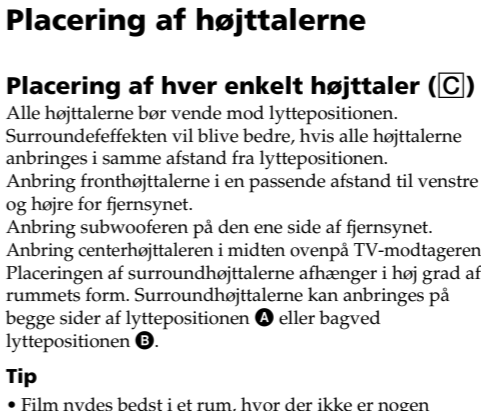 Placering af højttalerne
Placering af hver enkelt højttaler (C)
Alle højttalerne bør vende mod lyttepositionen.
Surroundefeffekten vil blive bedre, hvis alle højttalerne
anbringes i samme afstand fra lyttepositionen.
Anbring fronthøjttalerne i en passende afstand til venstre
og højre for fjernsynet.
Anbring subwooferen på den ene side af fjernsynet.
Anbring centerhøjttaleren i midten ovenpå TV-modtageren
Placeringen af surroundhøjttalerne afhænger i høj grad af
rummets form. Surroundhøjttalerne kan anbringes på
begge sider af lyttepositionen A eller bagved
lyttepositionen B.
Tip
• Film nydes bedst i et rum, hvor der ikke er nogen